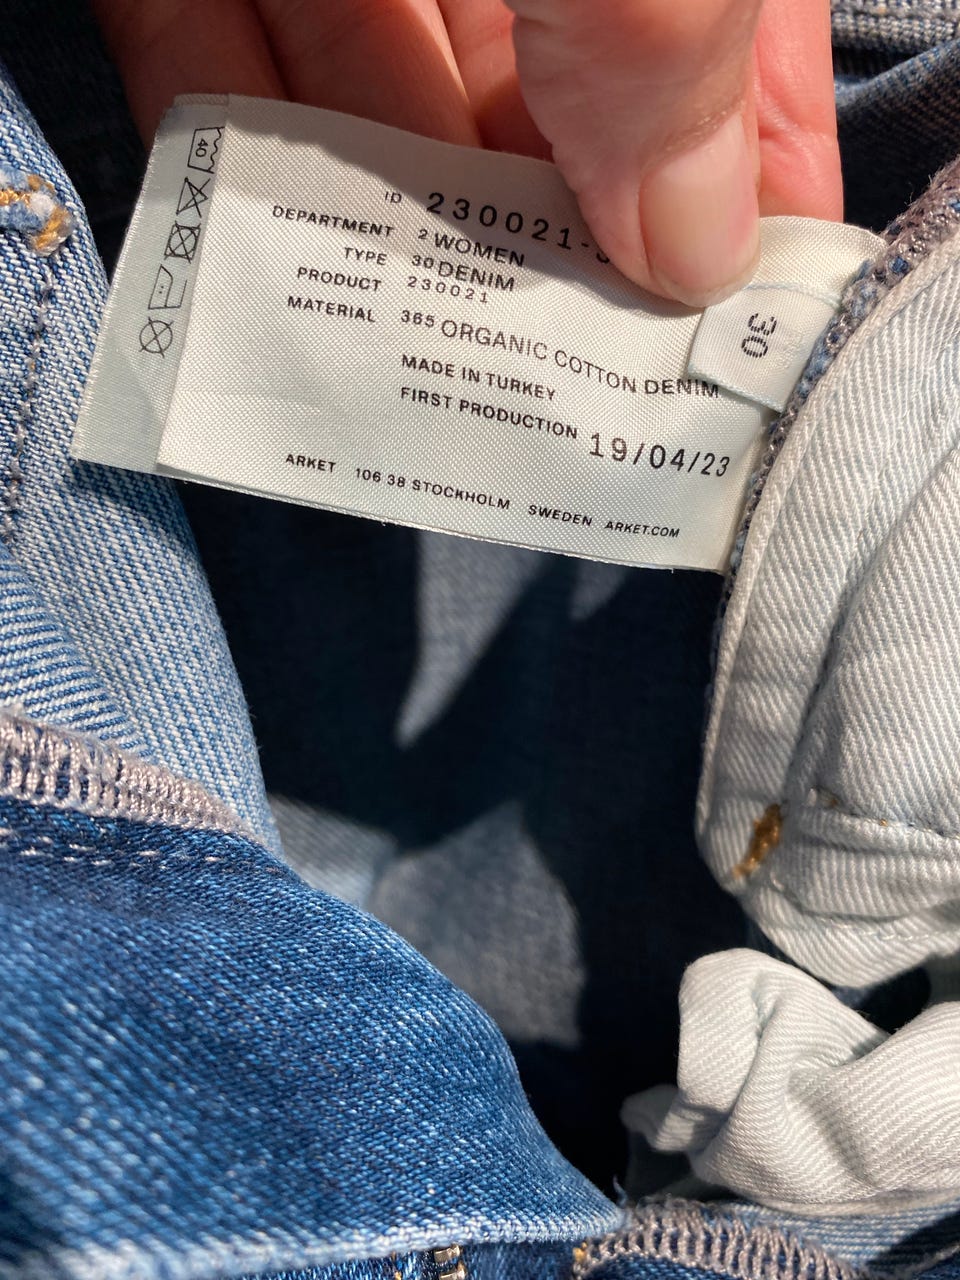 ID 230021-
DEPARTMENT 2 WOMEN
TYPE 30 DENIM
PRODUCT 230021
MATERIAL 365 ORGANIC COTTON DENIM
MADE IN TURKEY
FIRST PRODUCTION 19/04/23
ARKET 106 38 STOCKHOLM SWEDEN ARKET.COM
40
30